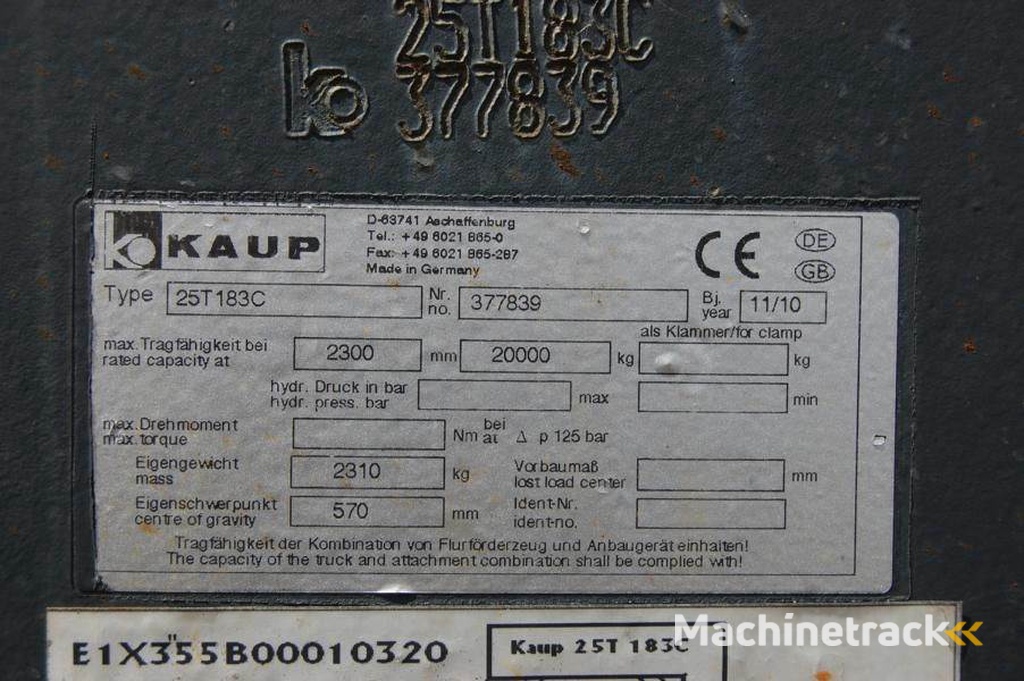 25T183C
377839
KAUP
D-63741 Aschaffenburg
Tel.: +49 6021 865-0
Fax: +49 6021 865-287
Made in Germany
CE DE
GB
Type 25T183C Nr. no. 377839 Bj. year 11/10
als Klammer/for clamp
max. Tragfähigkeit bei
rated capacity at 2300 mm 20000 kg kg
hydr. Druck in bar
hydr. press. bar max min
max. Drehmoment
max. torque Nm bei at Δ p 125 bar
Eigengewicht
mass 2310 kg Vorbaumaß
lost load center mm
Eigenschwerpunkt
centre of gravity 570 mm Ident-Nr.
ident-no.
Tragfähigkeit der Kombination von Flurförderzeug und Anbaugerät einhalten!
The capacity of the truck and attachment combination shall be complied with!
E1X355B00010320 Kaup 25T 183C
Machinetrack